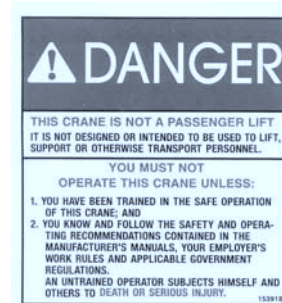 DANGER
THIS CRANE IS NOT A PASSENGER LIFT
IT IS NOT DESIGNED OR INTENDED TO BE USED TO LIFT,
SUPPORT OR OTHERWISE TRANSPORT PERSONNEL.
YOU MUST NOT
OPERATE THIS CRANE UNLESS:
1. YOU HAVE BEEN TRAINED IN THE SAFE OPERATION
OF THIS CRANE; AND
2. YOU KNOW AND FOLLOW THE SAFETY AND OPERA-
TING RECOMMENDATIONS CONTAINED IN THE
MANUFACTURER'S MANUALS, YOUR EMPLOYER'S
WORK RULES AND APPLICABLE GOVERNMENT
REGULATIONS.
AN UNTRAINED OPERATOR SUBJECTS HIMSELF AND
OTHERS TO DEATH OR SERIOUS INJURY.
153918